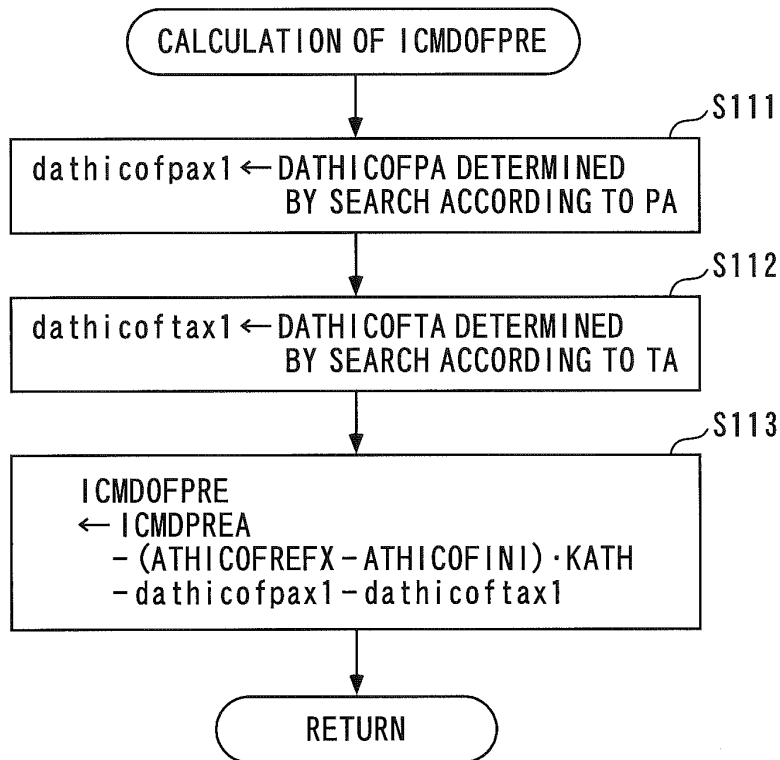 CALCULATION OF ICMDOFPRE
S111
dathicofpax1 ← DATHICOFPA DETERMINED
BY SEARCH ACCORDING TO PA
S112
dathicoftax1 ← DATHICOFTA DETERMINED
BY SEARCH ACCORDING TO TA
S113
ICMDOFPRE
← ICMDPREA
- (ATHICOFREFX - ATHICOFINI) · KATH
- dathicofpax1 - dathicoftax1
RETURN